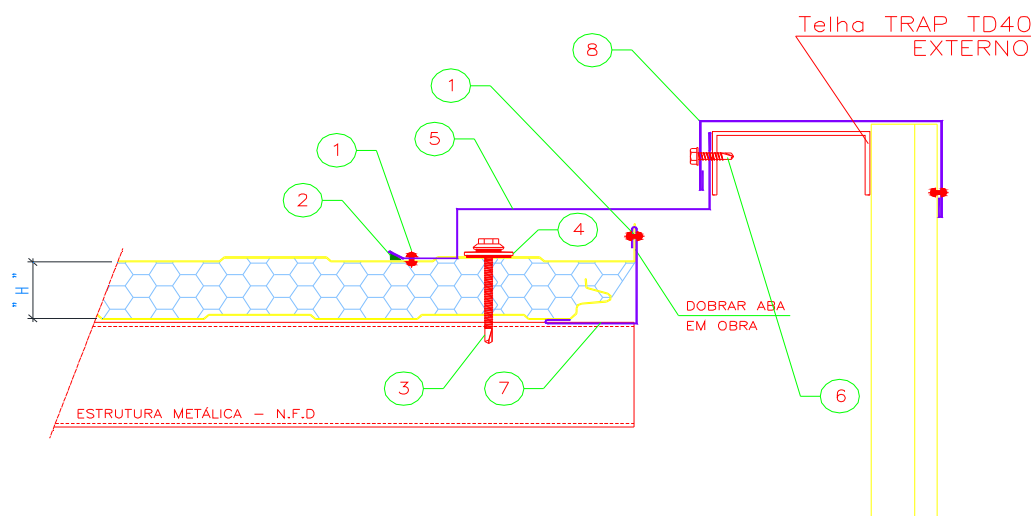 Telha TRAP TD40
EXTERNO
8
1
5
1
2
4
" H "
DOBRAR ABA
EM OBRA
3
7
6
ESTRUTURA METÁLICA - N.F.D